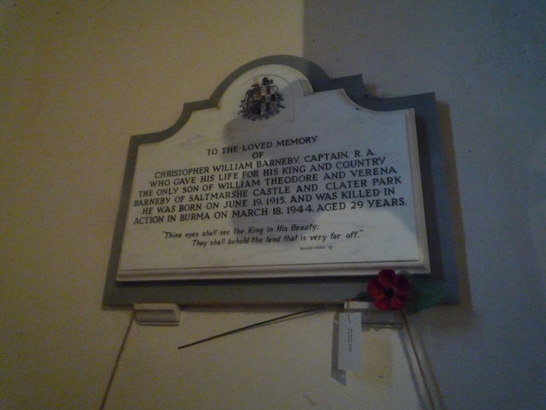 TO THE LOVED MEMORY
OF
CHRISTOPHER WILLIAM BARNEBY, CAPTAIN, R. A.
WHO GAVE HIS LIFE FOR HIS KING AND COUNTRY
THE ONLY SON OF WILLIAM THEODORE AND VERENA
BARNEBY OF SALTMARSHE CASTLE AND CLATER PARK
HE WAS BORN ON JUNE 19, 1915, AND WAS KILLED IN
ACTION IN BURMA ON MARCH 18, 1944, AGED 29 YEARS.
"Thine eyes shall see the King in His Beauty:
They shall behold the land that is very far off."